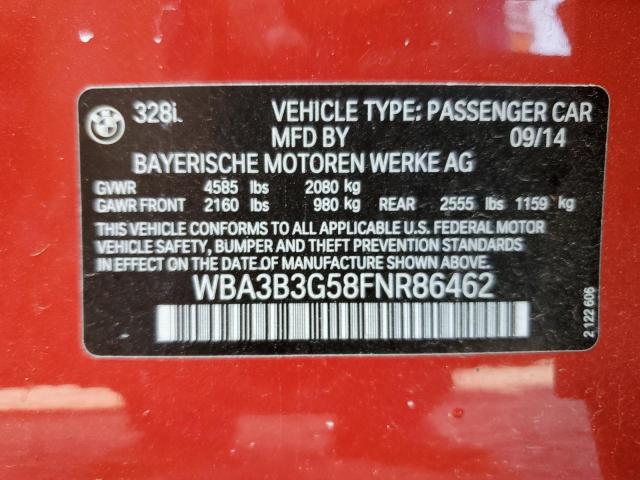 328i. VEHICLE TYPE: PASSENGER CAR
MFD BY 09/14
BAYERISCHE MOTOREN WERKE AG
GVWR 4585 lbs 2080 kg
GAWR FRONT 2160 lbs 980 kg REAR 2555 lbs 1159 kg
THIS VEHICLE CONFORMS TO ALL APPLICABLE U.S. FEDERAL MOTOR
VEHICLE SAFETY, BUMPER AND THEFT PREVENTION STANDARDS
IN EFFECT ON THE DATE OF MANUFACTURE SHOWN ABOVE.
WBA3B3G58FNR86462
2 122 606